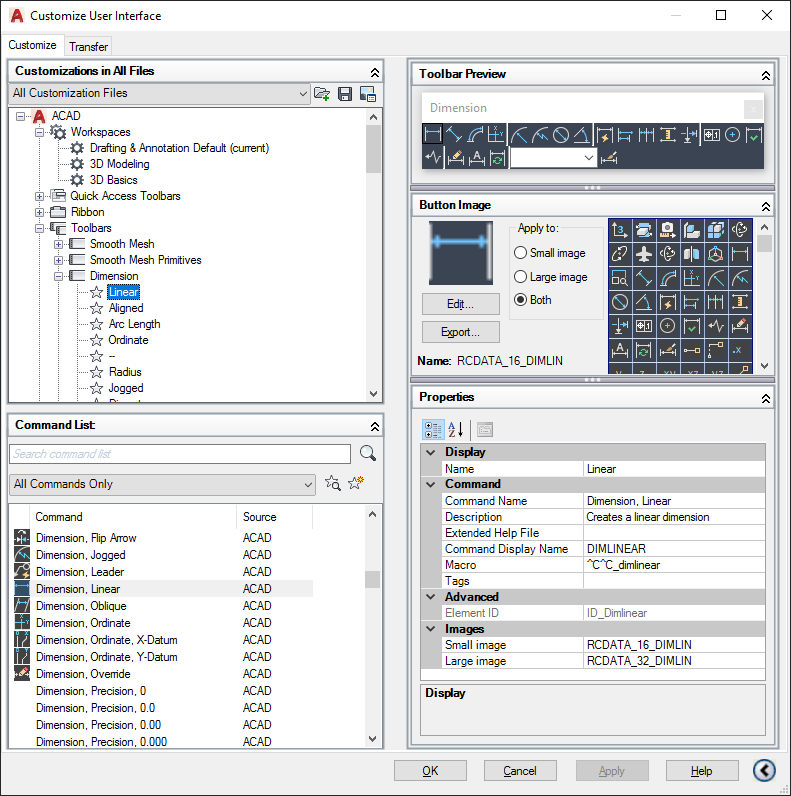 Customize User Interface
Customize
Transfer
Customizations in All Files
All Customization Files
ACAD
Workspaces
Drafting & Annotation Default (current)
3D Modeling
3D Basics
Quick Access Toolbars
Ribbon
Toolbars
Smooth Mesh
Smooth Mesh Primitives
Dimension
Linear
Aligned
Arc Length
Ordinate
--
Radius
Jogged
Command List:
Search command list
All Commands Only
Command Source
Dimension, Flip Arrow ACAD
Dimension, Jogged ACAD
Dimension, Leader ACAD
Dimension, Linear ACAD
Dimension, Oblique ACAD
Dimension, Ordinate ACAD
Dimension, Ordinate, X-Datum ACAD
Dimension, Ordinate, Y-Datum ACAD
Dimension, Override ACAD
Dimension, Precision, 0 ACAD
Dimension, Precision, 0.0 ACAD
Dimension, Precision, 0.00 ACAD
Dimension, Precision, 0.000 ACAD
Toolbar Preview
Dimension
Button Image
Apply to:
Small image
Large image
Both
Edit...
Export...
Name: RCDATA_16_DIMLIN
Properties
Display
Name Linear
Command
Command Name Dimension, Linear
Description Creates a linear dimension
Extended Help File
Command Display Name DIMLINEAR
Macro ^C^C_dimlinear
Tags
Advanced
Element ID ID_Dimlinear
Images
Small image RCDATA_16_DIMLIN
Large image RCDATA_32_DIMLIN
Display
OK
Cancel
Apply
Help